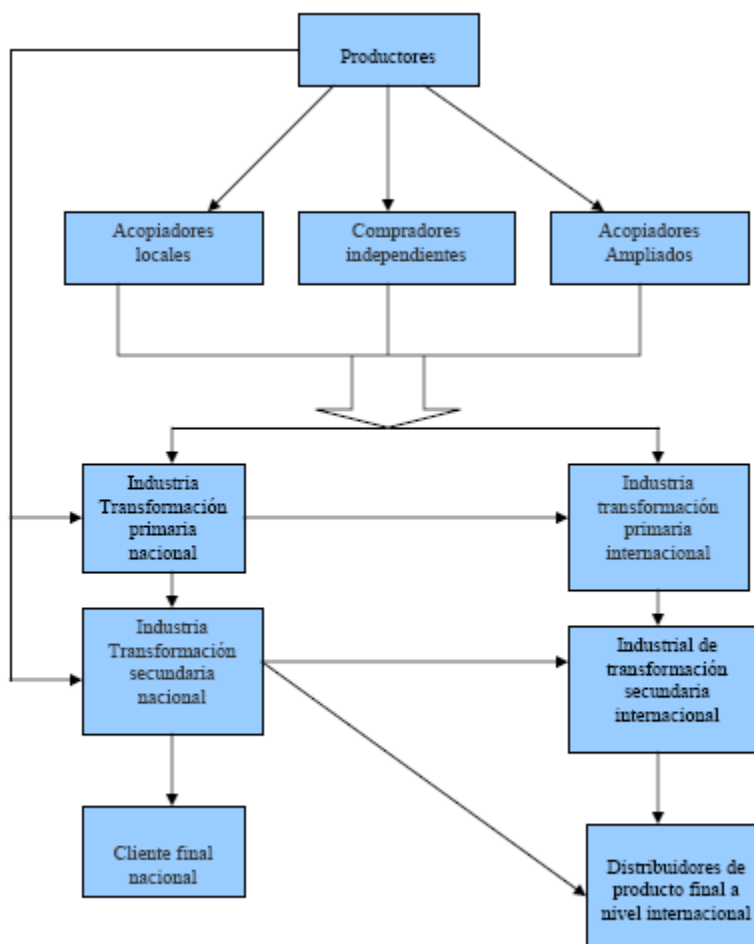 Productores
Acopiadores
locales
Compradores
independientes
Acopiadores
Ampliados
Industria
Transformación
primaria
nacional
Industria
transformación
primaria
internacional
Industria
Transformación
secundaria
nacional
Industrial de
transformación
secundaria
internacional
Cliente final
nacional
Distribuidores de
producto final a
nivel internacional